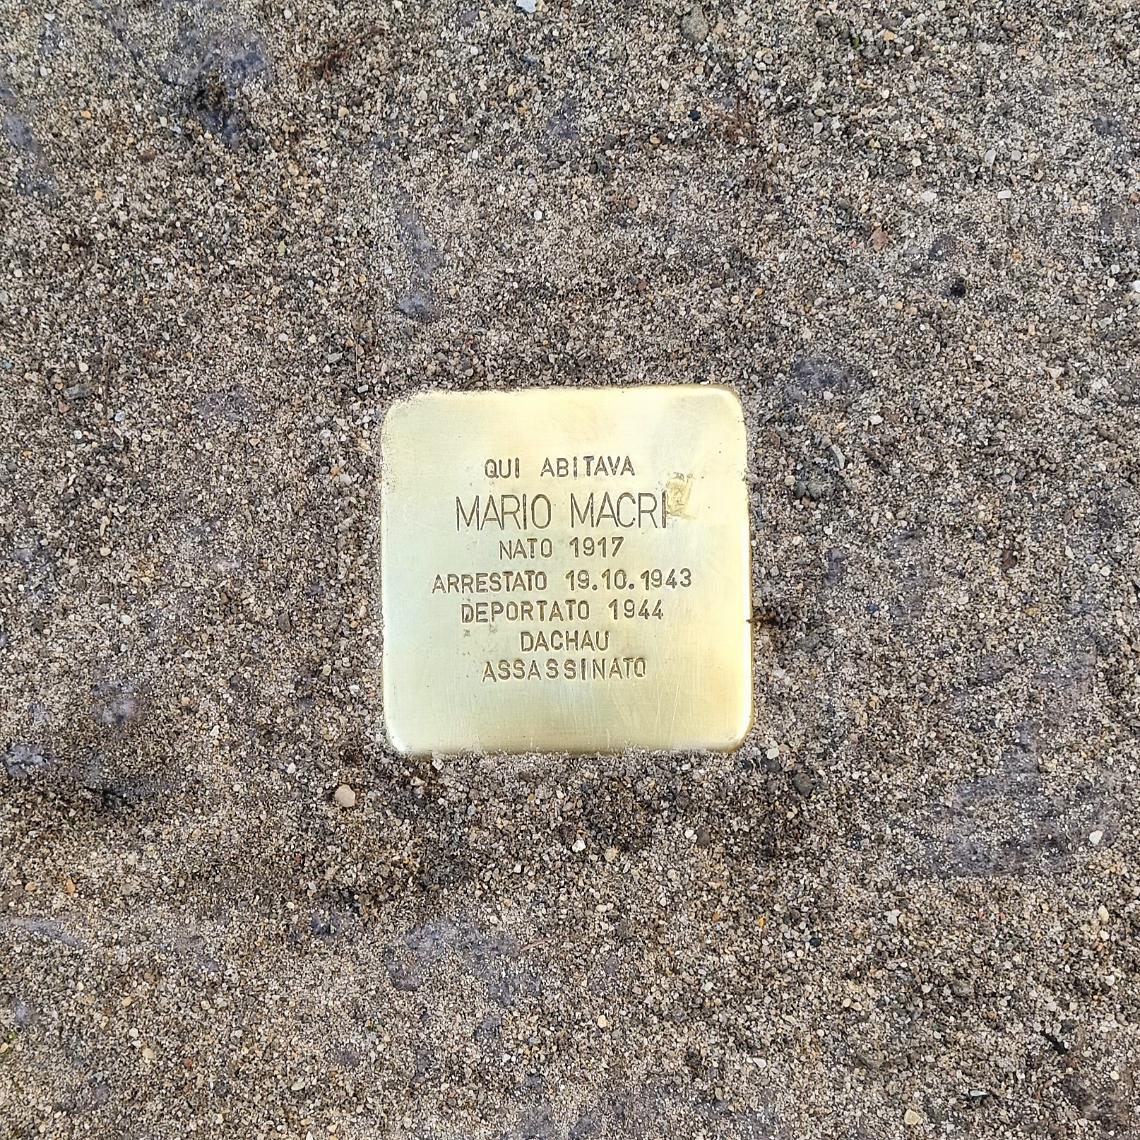 QUI ABITAVA
MARIO MACRI
NATO 1917
ARRESTATO 19.10.1943
DEPORTATO 1944
DACHAU
ASSASSINATO